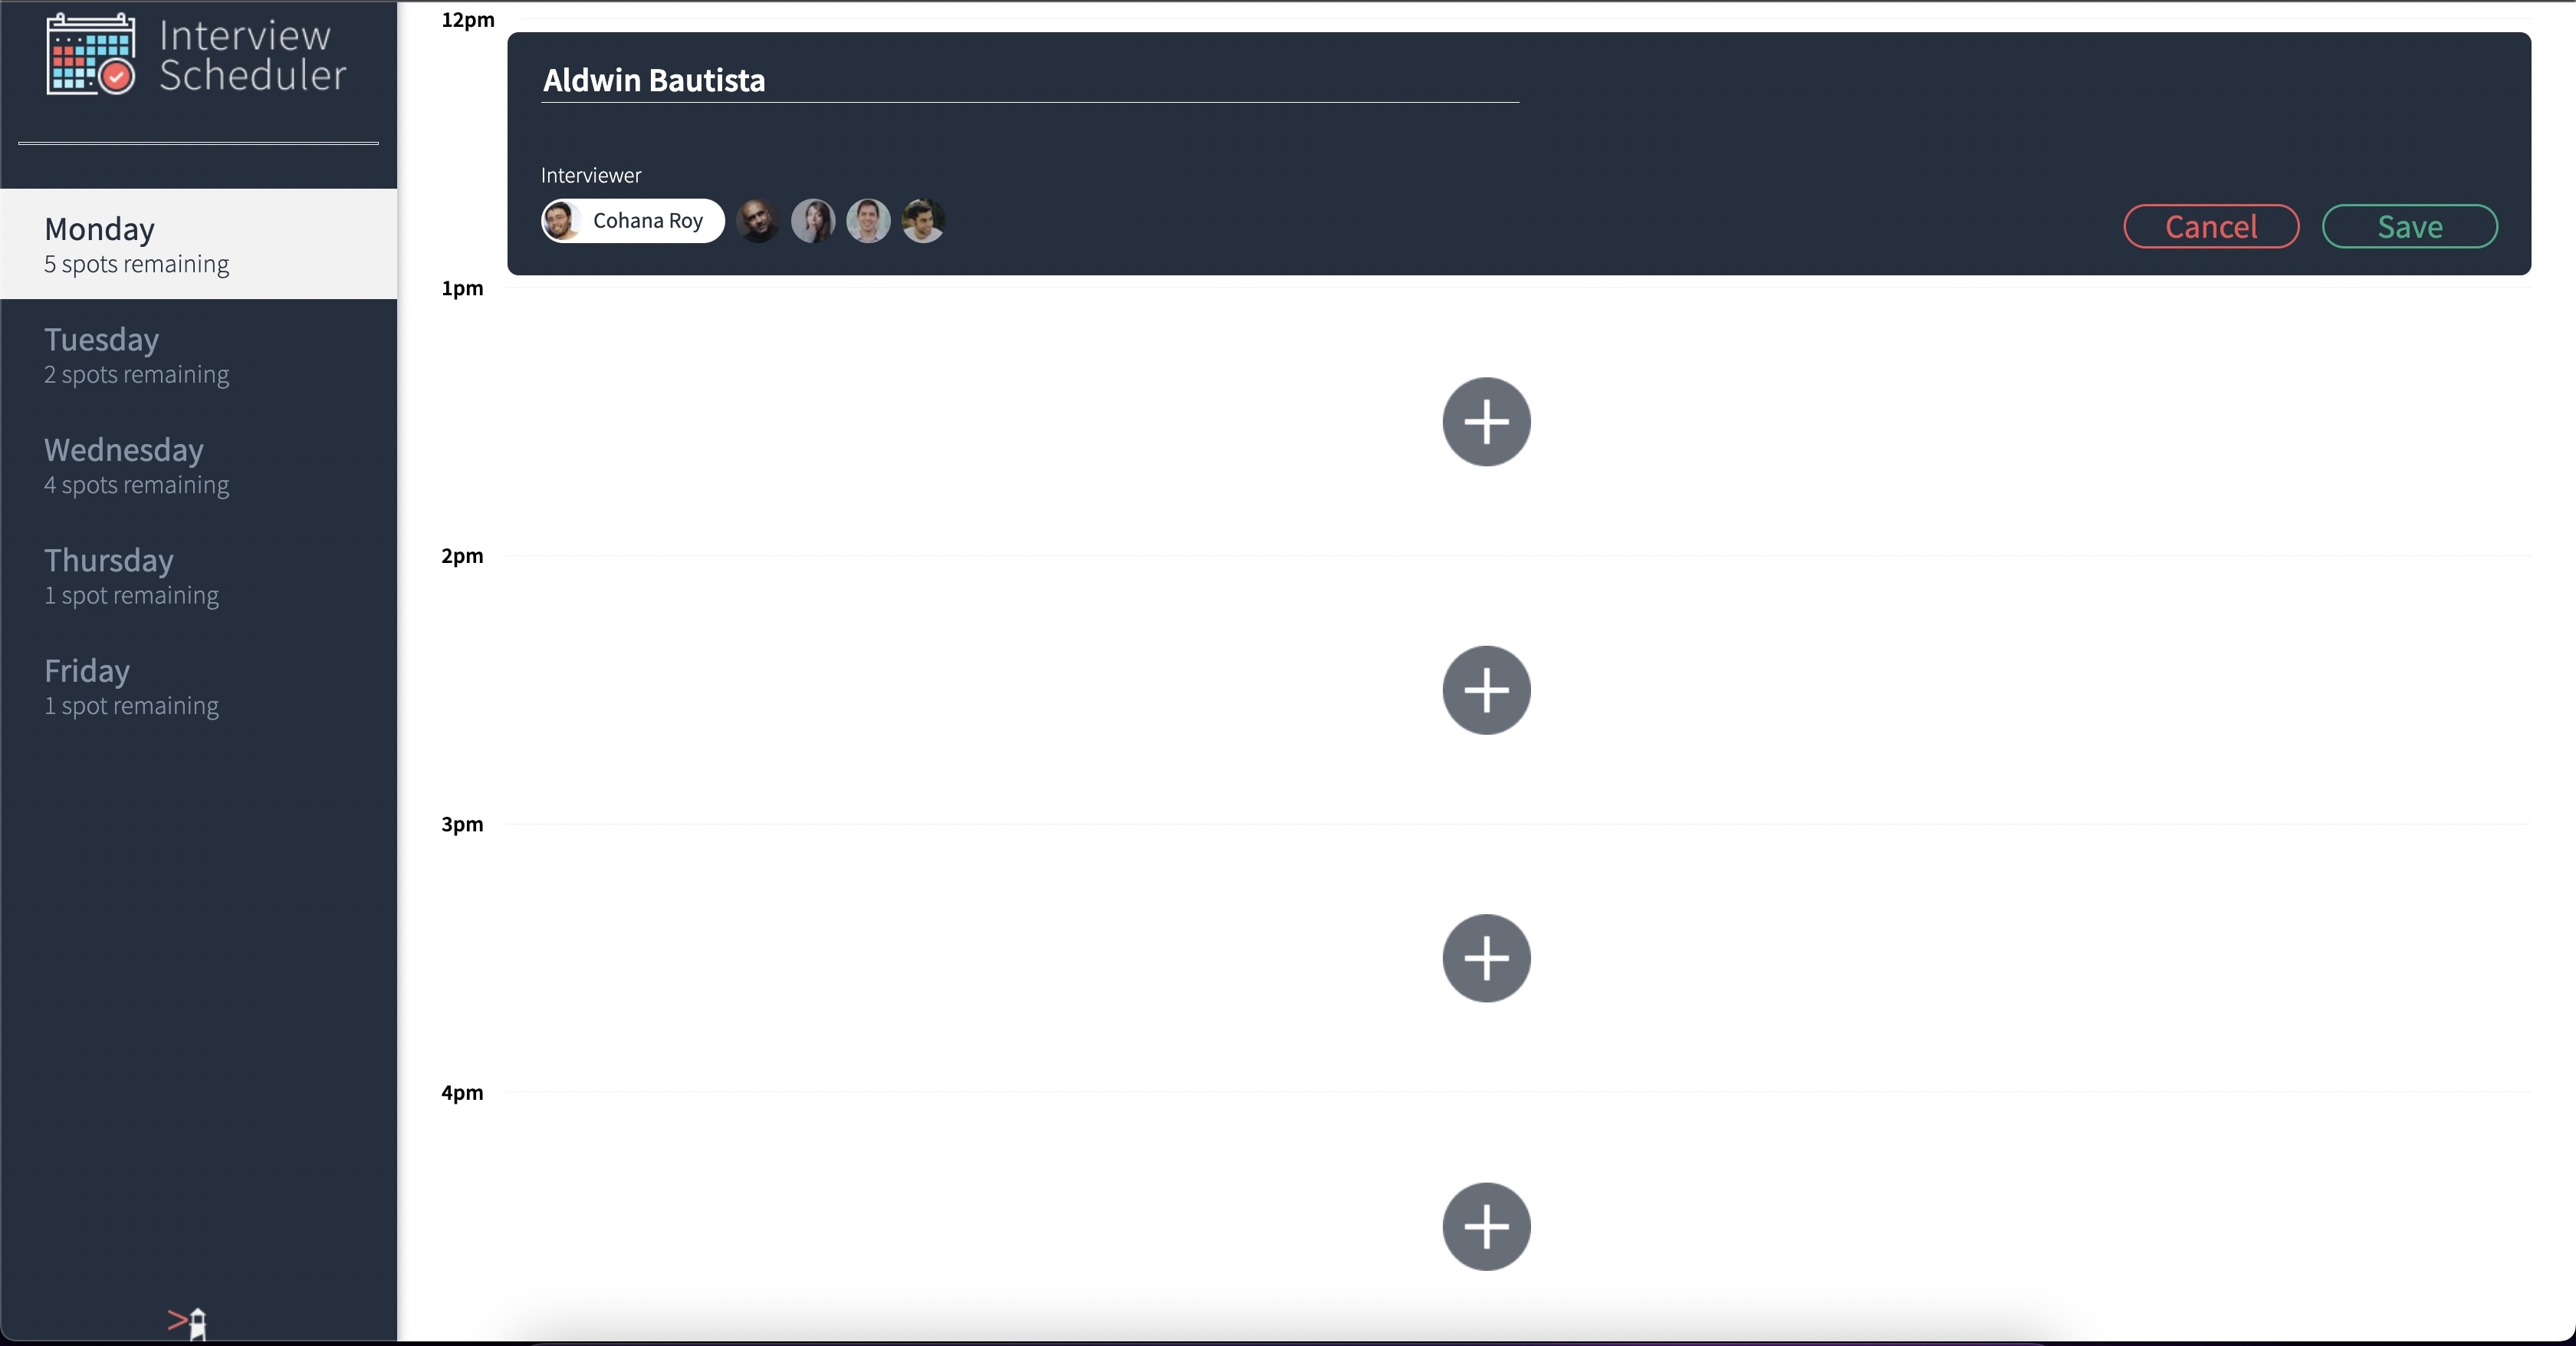 Interview
Scheduler
Monday
5 spots remaining
Tuesday
2 spots remaining
Wednesday
4 spots remaining
Thursday
1 spot remaining
Friday
1 spot remaining
12pm
Aldwin Bautista
Interviewer
Cohana Roy
Cancel
Save
1pm
2pm
3pm
4pm